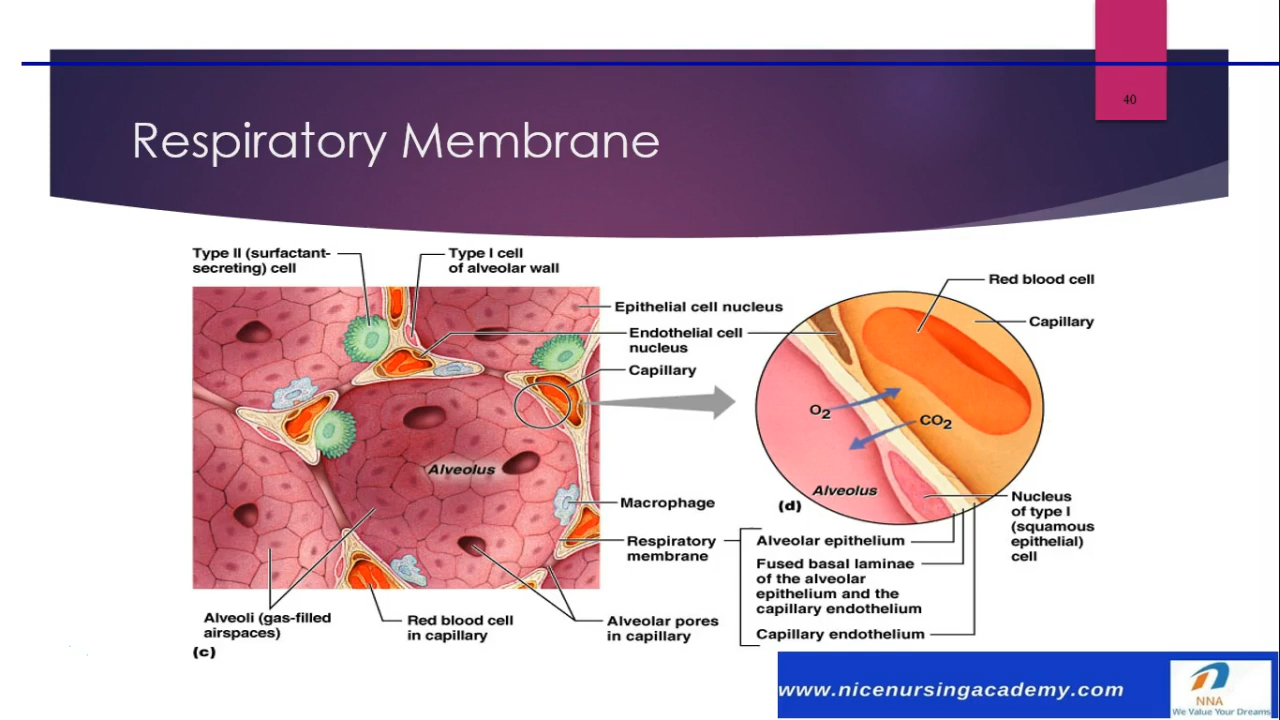 40
Respiratory Membrane
Type II (surfactant-
secreting) cell
Type I cell
of alveolar wall
Epithelial cell nucleus
Endothelial cell
nucleus
Capillary
Alveolus
Macrophage
Respiratory
membrane
Alveoli (gas-filled
airspaces)
Red blood cell
in capillary
Alveolar pores
in capillary
(c)
Red blood cell
Capillary
O2
CO2
Alveolus
(d)
Nucleus
of type I
(squamous
epithelial)
cell
Alveolar epithelium
Fused basal laminae
of the alveolar
epithelium and the
capillary endothelium
Capillary endothelium
www.nicenursingacademy.com
NNA
We Value Your Dreams